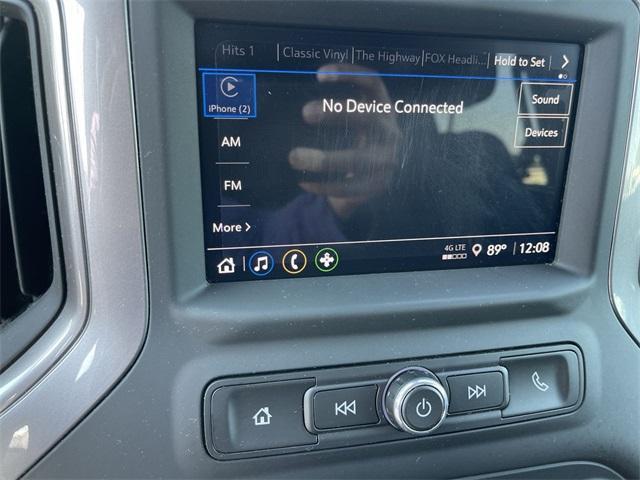 Hits 1 Classic Vinyl The Highway FOX Headli... Hold to Set
iPhone (2)
No Device Connected
Sound
AM
Devices
FM
More
4G LTE 89° 12:08